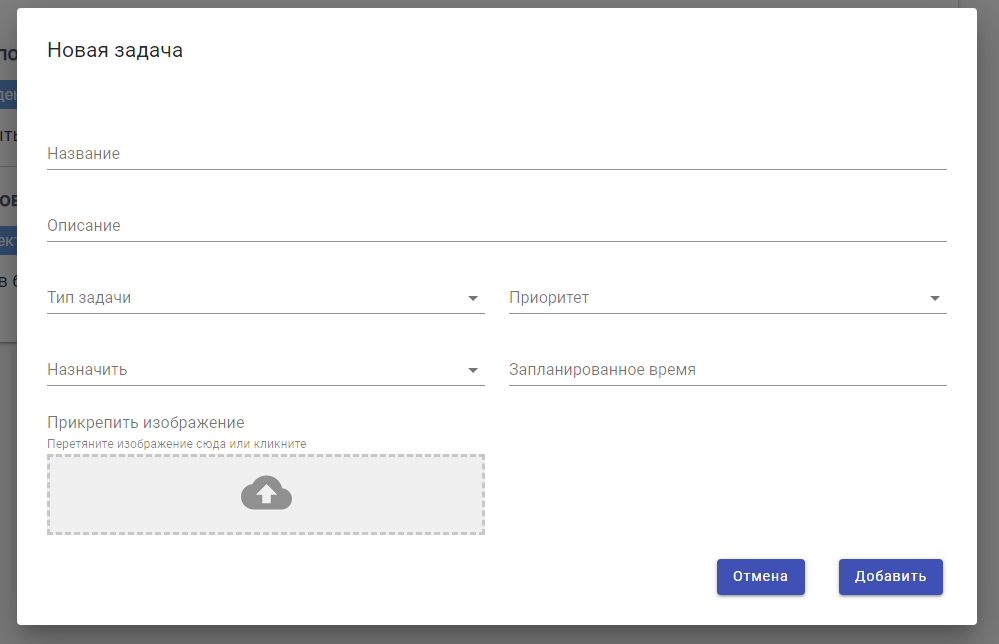 Новая задача
Название
Описание
Тип задачи
Приоритет
Назначить
Запланированное время
Прикрепить изображение
Перетяните изображение сюда или кликните
Отмена
Добавить